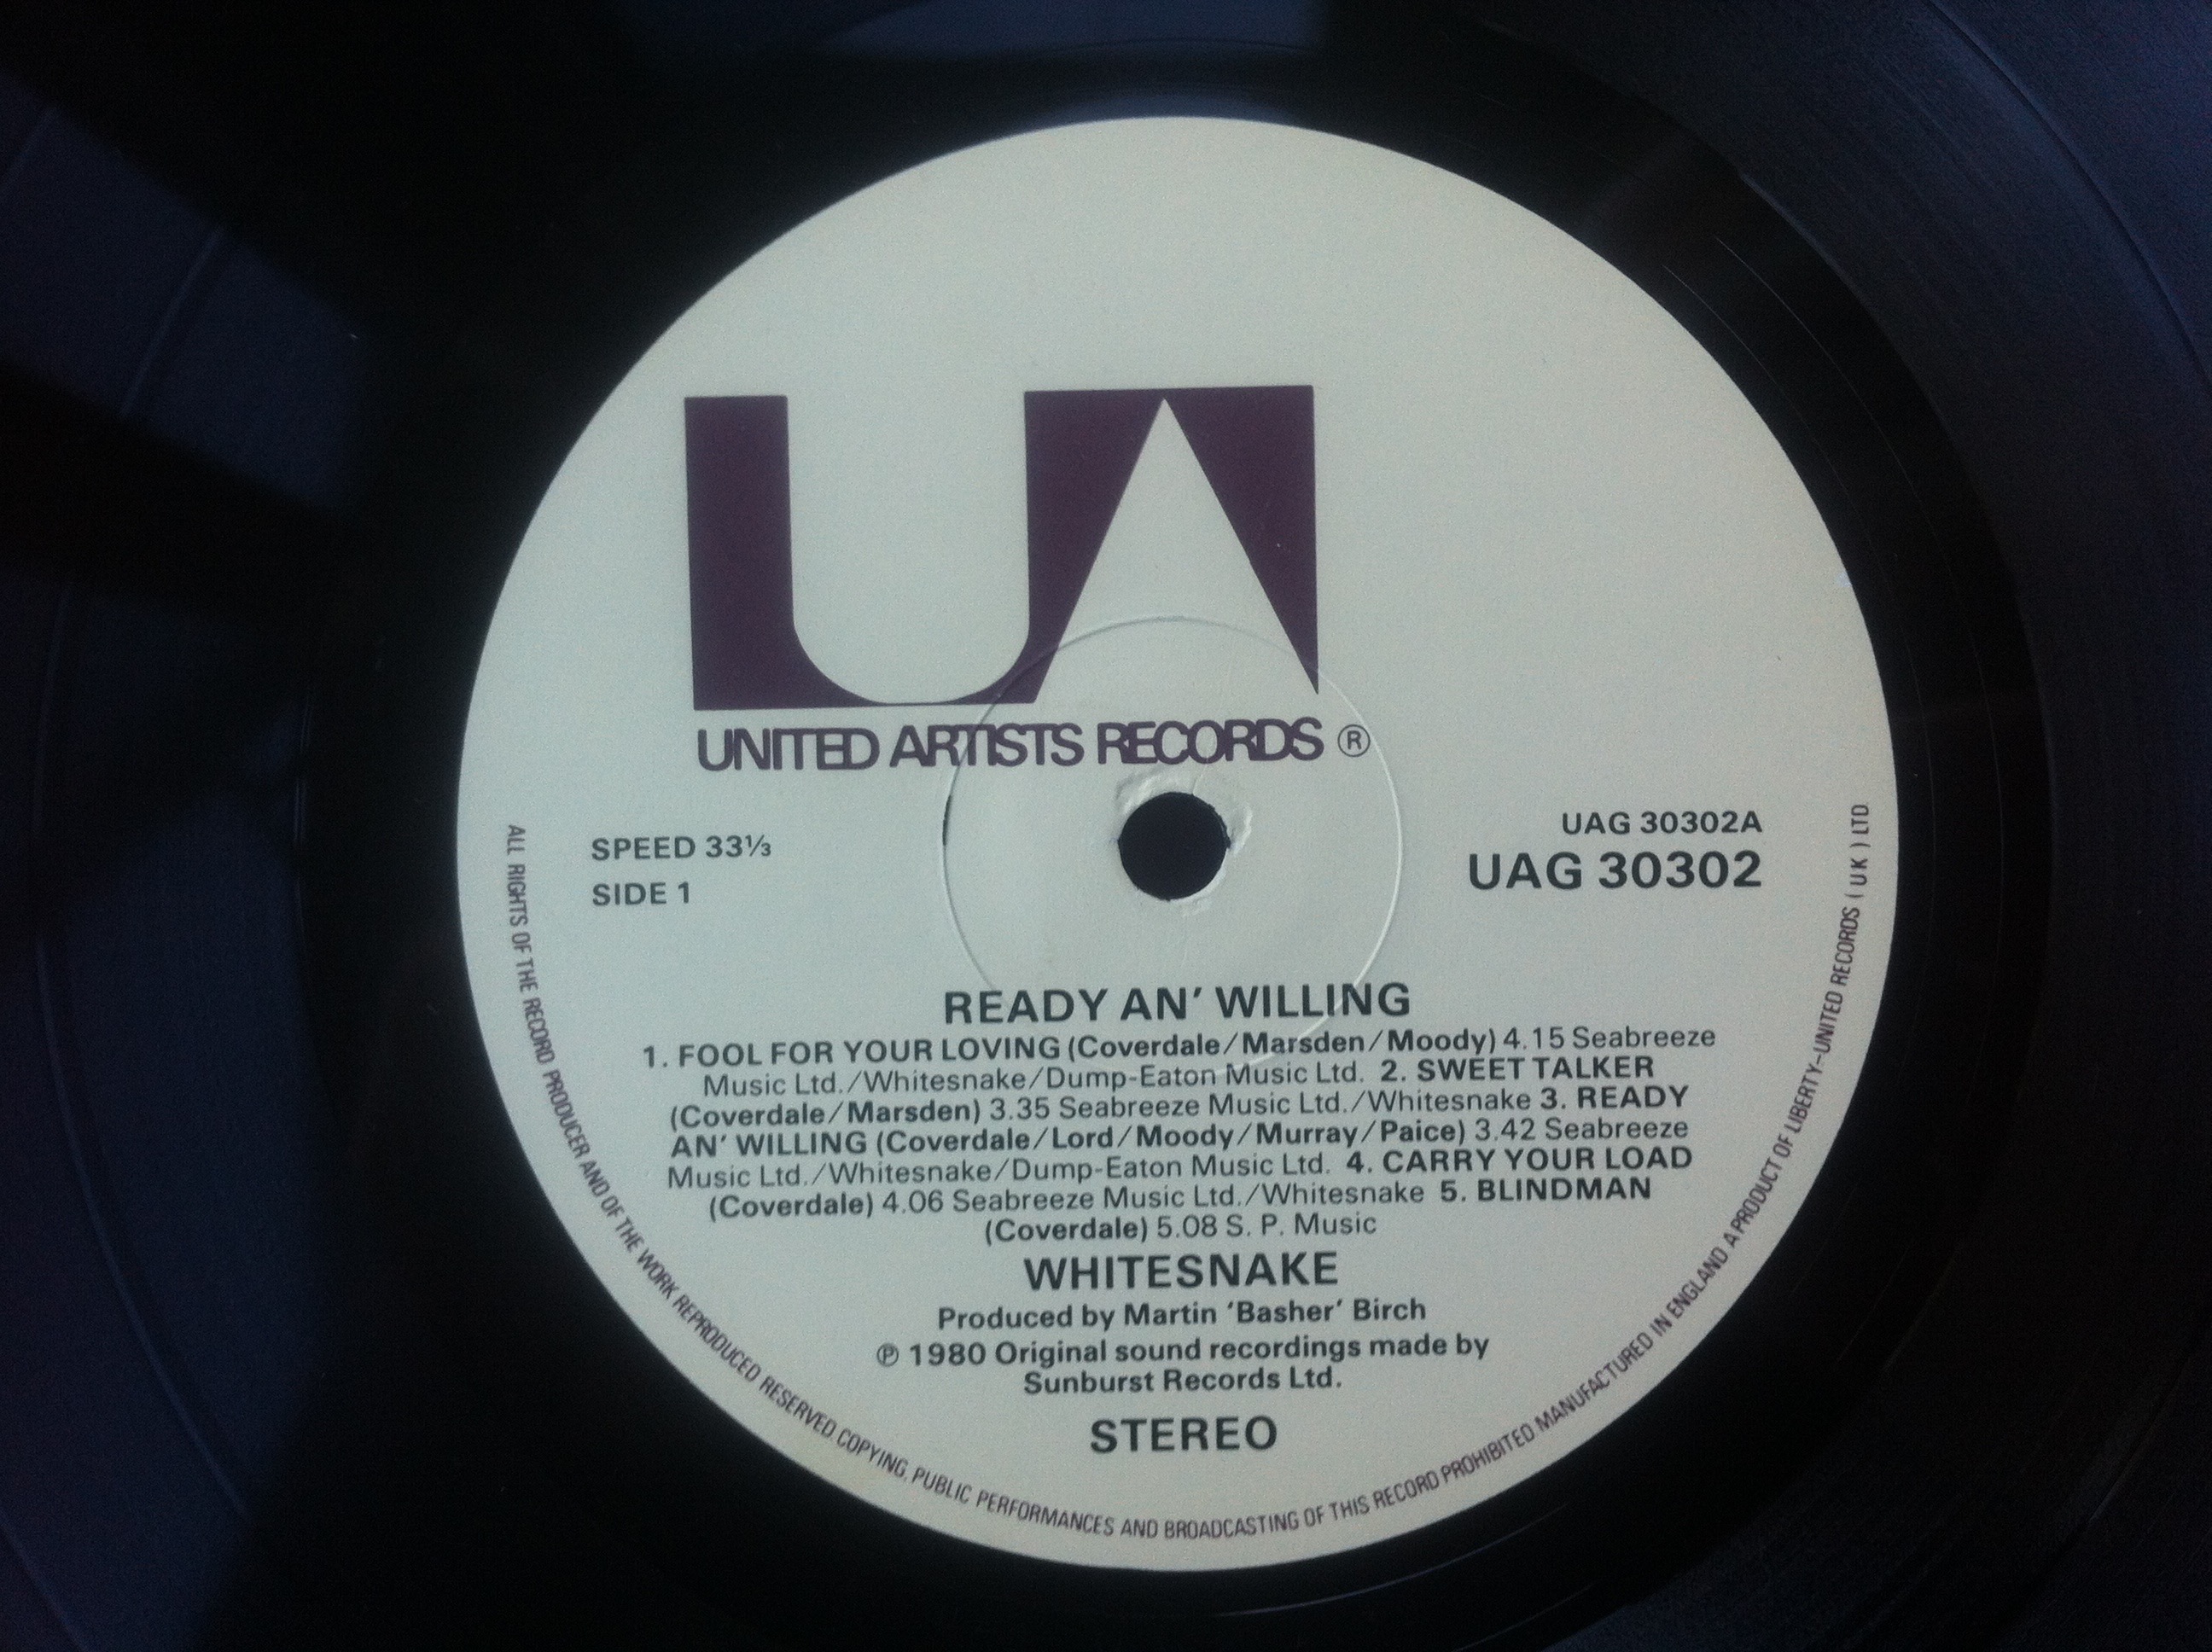 UA
UNITED ARTISTS RECORDS ®
SPEED 33⅓
SIDE 1
UAG 30302A
UAG 30302
READY AN' WILLING
1. FOOL FOR YOUR LOVING (Coverdale/Marsden/Moody) 4.15 Seabreeze
Music Ltd./Whitesnake/Dump-Eaton Music Ltd. 2. SWEET TALKER
(Coverdale/Marsden) 3.35 Seabreeze Music Ltd./Whitesnake 3. READY
AN' WILLING (Coverdale/Lord/Moody/Murray/Paice) 3.42 Seabreeze
Music Ltd./Whitesnake/Dump-Eaton Music Ltd. 4. CARRY YOUR LOAD
(Coverdale) 4.06 Seabreeze Music Ltd./Whitesnake 5. BLINDMAN
(Coverdale) 5.08 S. P. Music
WHITESNAKE
Produced by Martin 'Basher' Birch
℗ 1980 Original sound recordings made by
Sunburst Records Ltd.
STEREO
ALL RIGHTS OF THE RECORD PRODUCER AND OF THE WORK REPRODUCED RESERVED. COPYING, PUBLIC PERFORMANCES AND BROADCASTING OF THIS RECORD PROHIBITED. MANUFACTURED IN ENGLAND A PRODUCT OF LIBERTY-UNITED RECORDS (UK) LTD